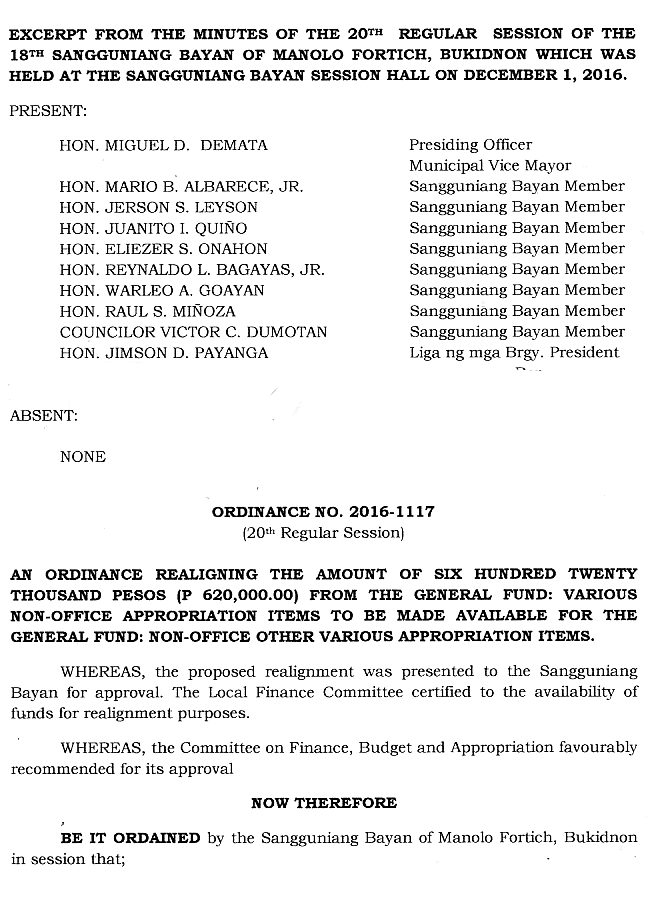 EXCERPT FROM THE MINUTES OF THE 20TH REGULAR SESSION OF THE
18TH SANGGUNIANG BAYAN OF MANOLO FORTICH, BUKIDNON WHICH WAS
HELD AT THE SANGGUNIANG BAYAN SESSION HALL ON DECEMBER 1, 2016.
PRESENT:
HON. MIGUEL D. DEMATA Presiding Officer
Municipal Vice Mayor
HON. MARIO B. ALBARECE, JR. Sangguniang Bayan Member
HON. JERSON S. LEYSON Sangguniang Bayan Member
HON. JUANITO I. QUIÑO Sangguniang Bayan Member
HON. ELIEZER S. ONAHON Sangguniang Bayan Member
HON. REYNALDO L. BAGAYAS, JR. Sangguniang Bayan Member
HON. WARLEO A. GOAYAN Sangguniang Bayan Member
HON. RAUL S. MIÑOZA Sangguniang Bayan Member
COUNCILOR VICTOR C. DUMOTAN Sangguniang Bayan Member
HON. JIMSON D. PAYANGA Liga ng mga Brgy. President
ABSENT:
NONE
ORDINANCE NO. 2016-1117
(20th Regular Session)
AN ORDINANCE REALIGNING THE AMOUNT OF SIX HUNDRED TWENTY
THOUSAND PESOS (P 620,000.00) FROM THE GENERAL FUND: VARIOUS
NON-OFFICE APPROPRIATION ITEMS TO BE MADE AVAILABLE FOR THE
GENERAL FUND: NON-OFFICE OTHER VARIOUS APPROPRIATION ITEMS.
WHEREAS, the proposed realignment was presented to the Sangguniang
Bayan for approval. The Local Finance Committee certified to the availability of
funds for realignment purposes.
WHEREAS, the Committee on Finance, Budget and Appropriation favourably
recommended for its approval
NOW THEREFORE
BE IT ORDAINED by the Sangguniang Bayan of Manolo Fortich, Bukidnon
in session that;